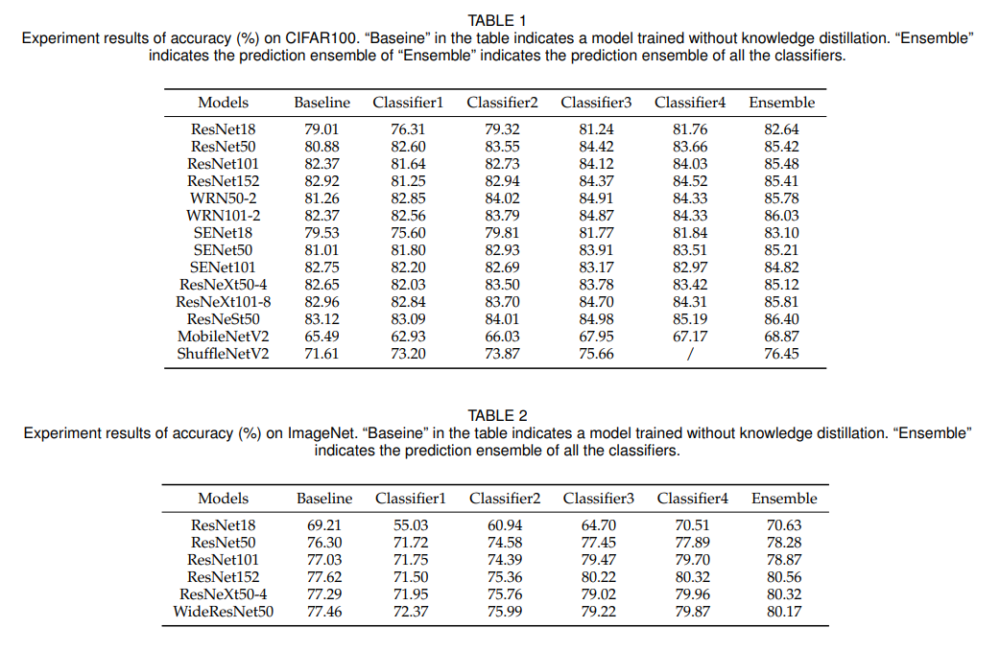 TABLE 1
Experiment results of accuracy (%) on CIFAR100. “Baseine” in the table indicates a model trained without knowledge distillation. “Ensemble”
indicates the prediction ensemble of “Ensemble” indicates the prediction ensemble of all the classifiers.
Models Baseline Classifier1 Classifier2 Classifier3 Classifier4 Ensemble
ResNet18 79.01 76.31 79.32 81.24 81.76 82.64
ResNet50 80.88 82.60 83.55 84.42 83.66 85.42
ResNet101 82.37 81.64 82.73 84.12 84.03 85.48
ResNet152 82.92 81.25 82.94 84.37 84.52 85.41
WRN50-2 81.26 82.85 84.02 84.91 84.33 85.78
WRN101-2 82.37 82.56 83.79 84.87 84.33 86.03
SENet18 79.53 75.60 79.81 81.77 81.84 83.10
SENet50 81.01 81.80 82.93 83.91 83.51 85.21
SENet101 82.75 82.20 82.69 83.17 82.97 84.82
ResNeXt50-4 82.65 82.03 83.50 83.78 83.42 85.12
ResNeXt101-8 82.96 82.84 83.70 84.70 84.31 85.81
ResNeSt50 83.12 83.09 84.01 84.98 85.19 86.40
MobileNetV2 65.49 62.93 66.03 67.95 67.17 68.87
ShuffleNetV2 71.61 73.20 73.87 75.66 / 76.45
TABLE 2
Experiment results of accuracy (%) on ImageNet. “Baseine” in the table indicates a model trained without knowledge distillation. “Ensemble”
indicates the prediction ensemble of all the classifiers.
Models Baseline Classifier1 Classifier2 Classifier3 Classifier4 Ensemble
ResNet18 69.21 55.03 60.94 64.70 70.51 70.63
ResNet50 76.30 71.72 74.58 77.45 77.89 78.28
ResNet101 77.03 71.75 74.39 79.47 79.70 78.87
ResNet152 77.62 71.50 75.36 80.22 80.32 80.56
ResNeXt50-4 77.29 71.95 75.76 79.02 79.96 80.32
WideResNet50 77.46 72.37 75.99 79.22 79.87 80.17